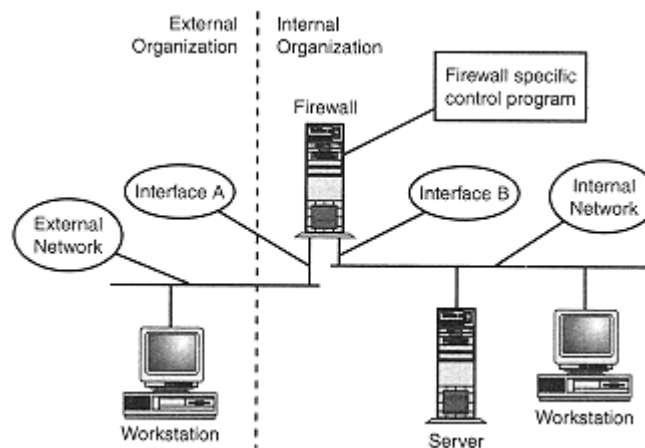 External
Organization
Internal
Organization
Firewall specific
control program
Firewall
Interface A
Interface B
Internal
Network
External
Network
Workstation
Server
Workstation